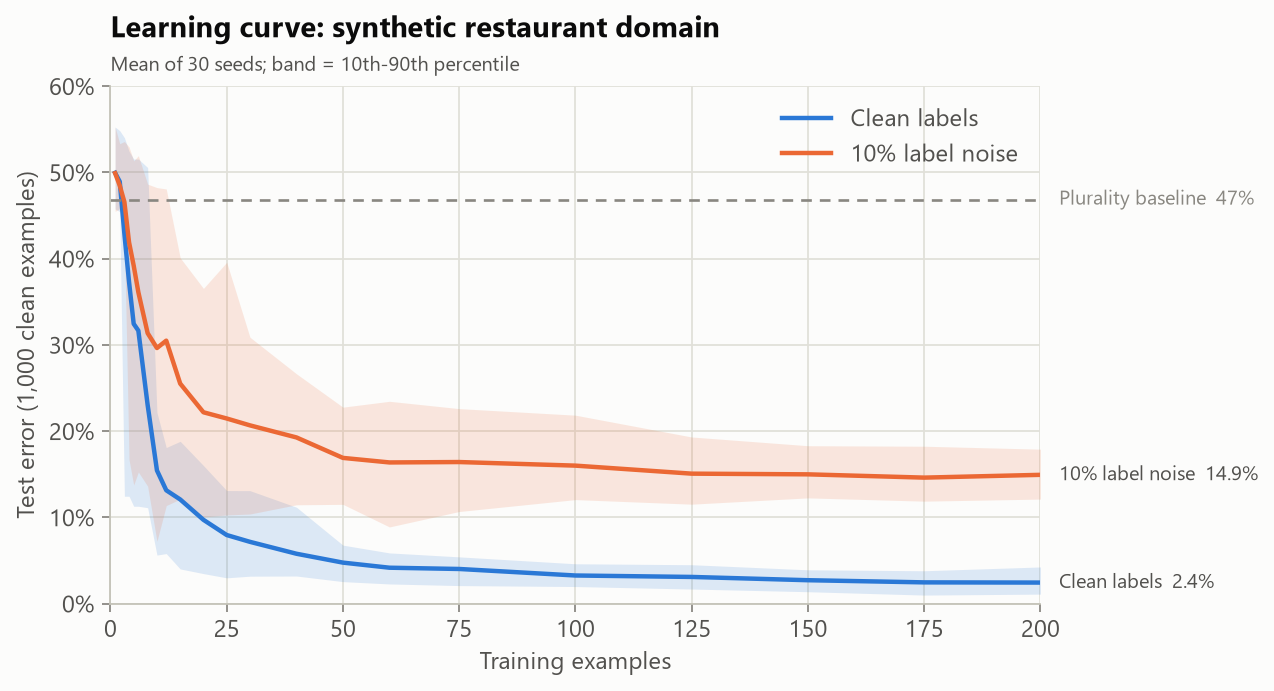 Learning curve: synthetic restaurant domain
Mean of 30 seeds; band = 10th-90th percentile
Test error (1,000 clean examples)
60%
50%
40%
30%
20%
10%
0%
Clean labels
10% label noise
Plurality baseline 47%
10% label noise 14.9%
Clean labels 2.4%
0 25 50 75 100 125 150 175 200
Training examples